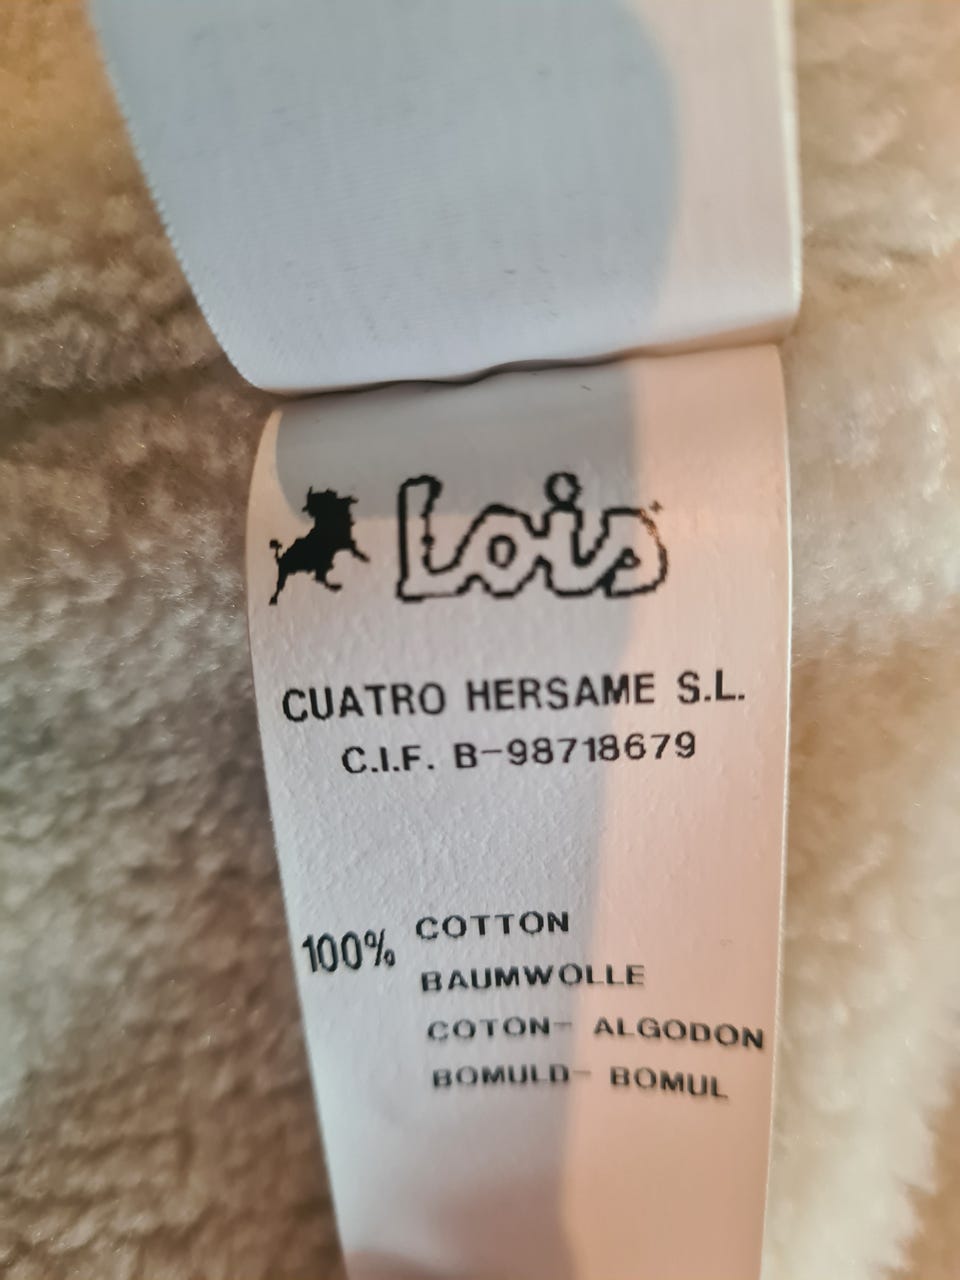 Lois
CUATRO HERSAME S.L.
C.I.F. B-98718679
100% COTTON
BAUMWOLLE
COTON- ALGODON
BOMULD- BOMUL